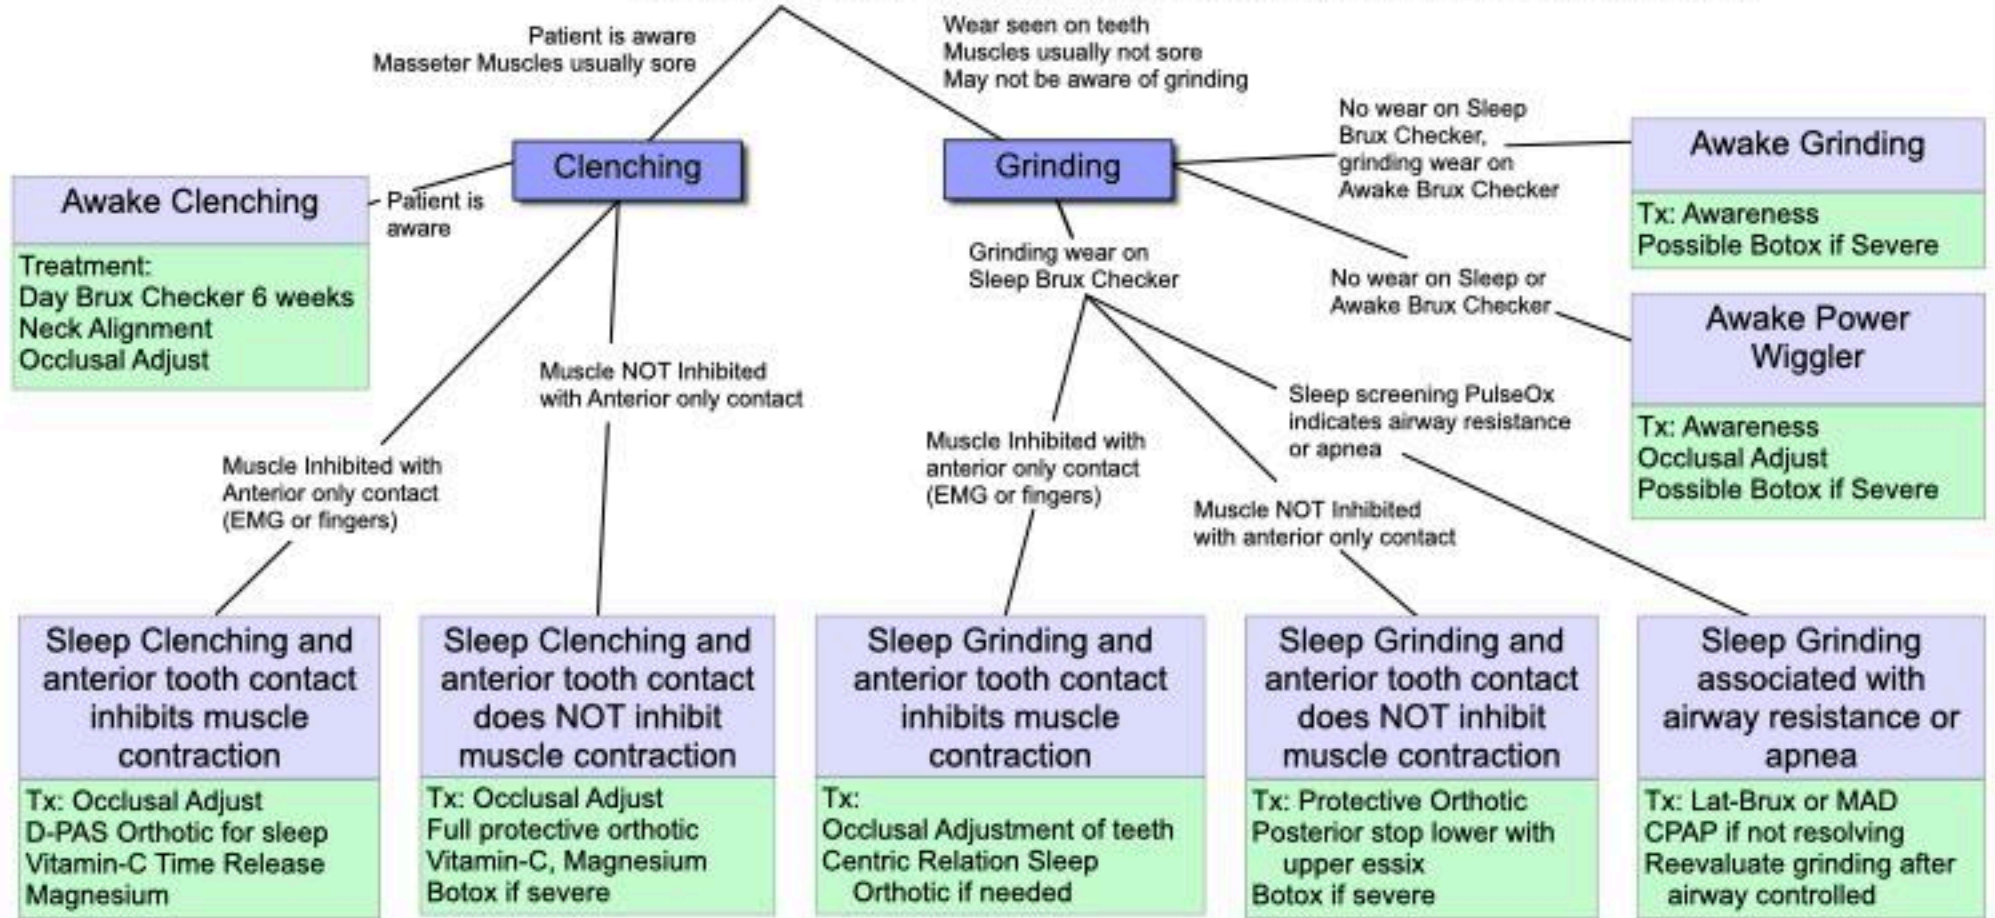 Patient is aware
Masseter Muscles usually sore
Wear seen on teeth
Muscles usually not sore
May not be aware of grinding
Clenching
Grinding
Patient is
aware
Awake Clenching
Treatment:
Day Brux Checker 6 weeks
Neck Alignment
Occlusal Adjust
No wear on Sleep
Brux Checker,
grinding wear on
Awake Brux Checker
Awake Grinding
Tx: Awareness
Possible Botox if Severe
No wear on Sleep or
Awake Brux Checker
Awake Power
Wiggler
Tx: Awareness
Occlusal Adjust
Possible Botox if Severe
Grinding wear on
Sleep Brux Checker
Muscle Inhibited with
Anterior only contact
(EMG or fingers)
Muscle NOT Inhibited
with Anterior only contact
Muscle Inhibited with
anterior only contact
(EMG or fingers)
Muscle NOT Inhibited
with anterior only contact
Sleep screening PulseOx
indicates airway resistance
or apnea
Sleep Clenching and
anterior tooth contact
inhibits muscle
contraction
Tx: Occlusal Adjust
D-PAS Orthotic for sleep
Vitamin-C Time Release
Magnesium
Sleep Clenching and
anterior tooth contact
does NOT inhibit
muscle contraction
Tx: Occlusal Adjust
Full protective orthotic
Vitamin-C, Magnesium
Botox if severe
Sleep Grinding and
anterior tooth contact
inhibits muscle
contraction
Tx:
Occlusal Adjustment of teeth
Centric Relation Sleep
Orthotic if needed
Sleep Grinding and
anterior tooth contact
does NOT inhibit
muscle contraction
Tx: Protective Orthotic
Posterior stop lower with
upper essix
Botox if severe
Sleep Grinding
associated with
airway resistance or
apnea
Tx: Lat-Brux or MAD
CPAP if not resolving
Reevaluate grinding after
airway controlled